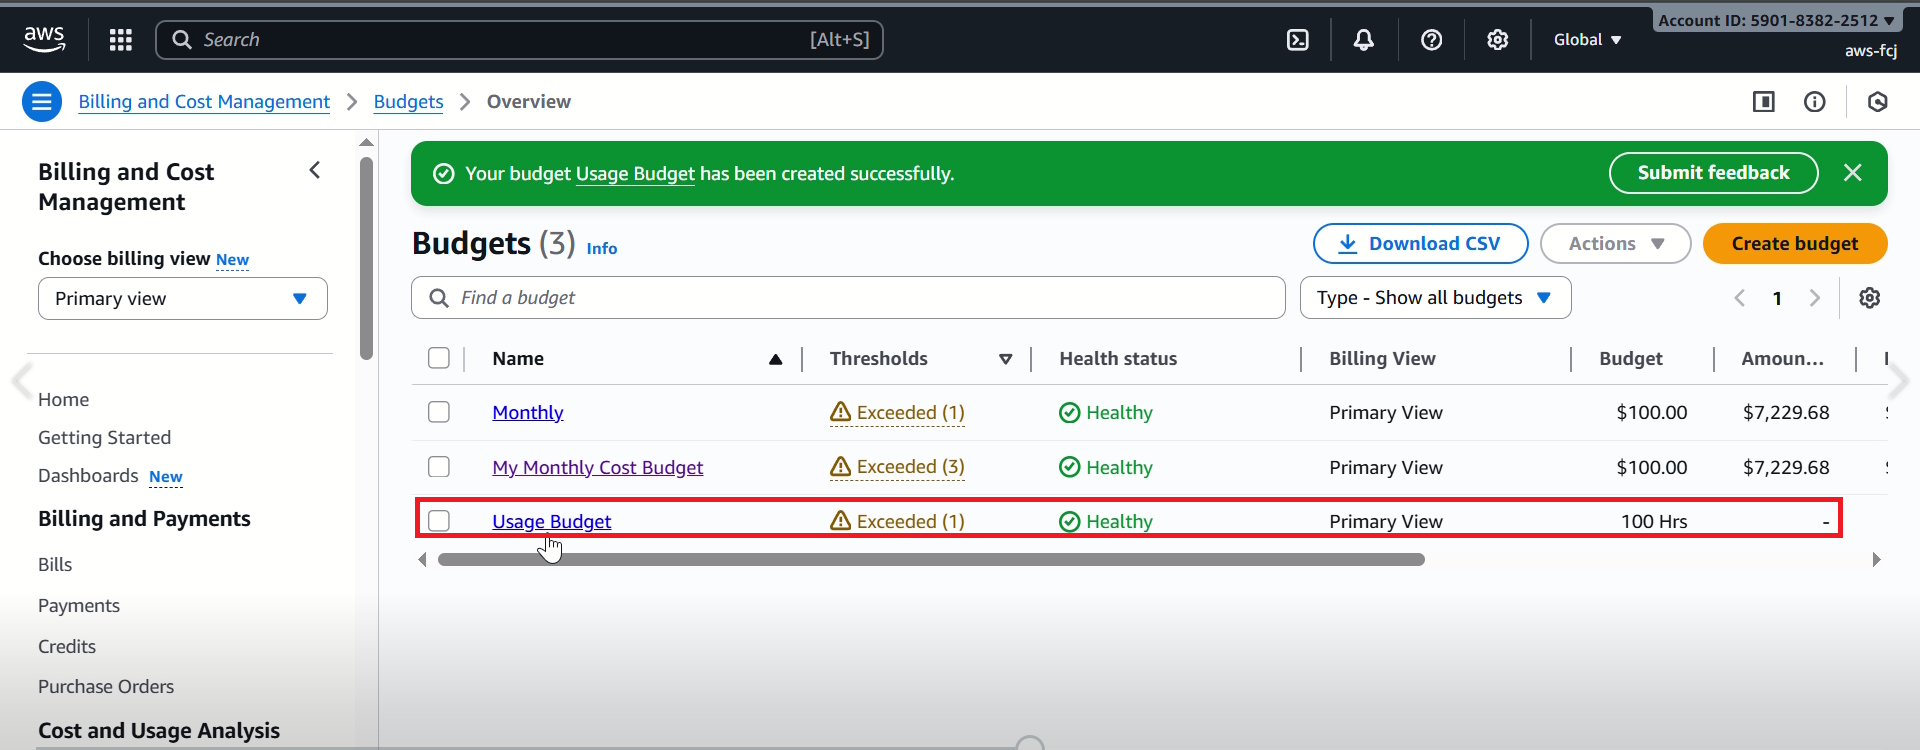 aws
Search [Alt+S]
Global
Account ID: 5901-8382-2512
aws-fcj
Billing and Cost Management > Budgets > Overview
Billing and Cost Management
Choose billing view New
Primary view
Home
Getting Started
Dashboards New
Billing and Payments
Bills
Payments
Credits
Purchase Orders
Cost and Usage Analysis
Your budget Usage Budget has been created successfully.
Submit feedback
Budgets (3) Info
Download CSV
Actions
Create budget
Find a budget
Type - Show all budgets
1
Name Thresholds Health status Billing View Budget Amoun...
Monthly Exceeded (1) Healthy Primary View $100.00 $7,229.68
My Monthly Cost Budget Exceeded (3) Healthy Primary View $100.00 $7,229.68
Usage Budget Exceeded (1) Healthy Primary View 100 Hrs -